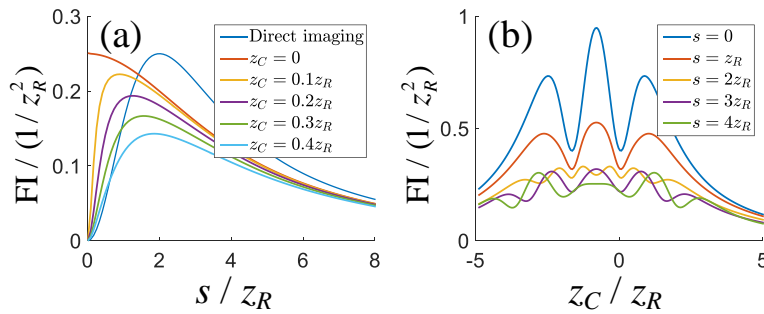 (a)
FI / (1/z_R^2)
0.3
0.2
0.1
0
0 2 4 6 8
s / z_R
Direct imaging
z_C = 0
z_C = 0.1z_R
z_C = 0.2z_R
z_C = 0.3z_R
z_C = 0.4z_R
(b)
FI / (1/z_R^2)
1
0.5
0
-5 0 5
z_C / z_R
s = 0
s = z_R
s = 2z_R
s = 3z_R
s = 4z_R